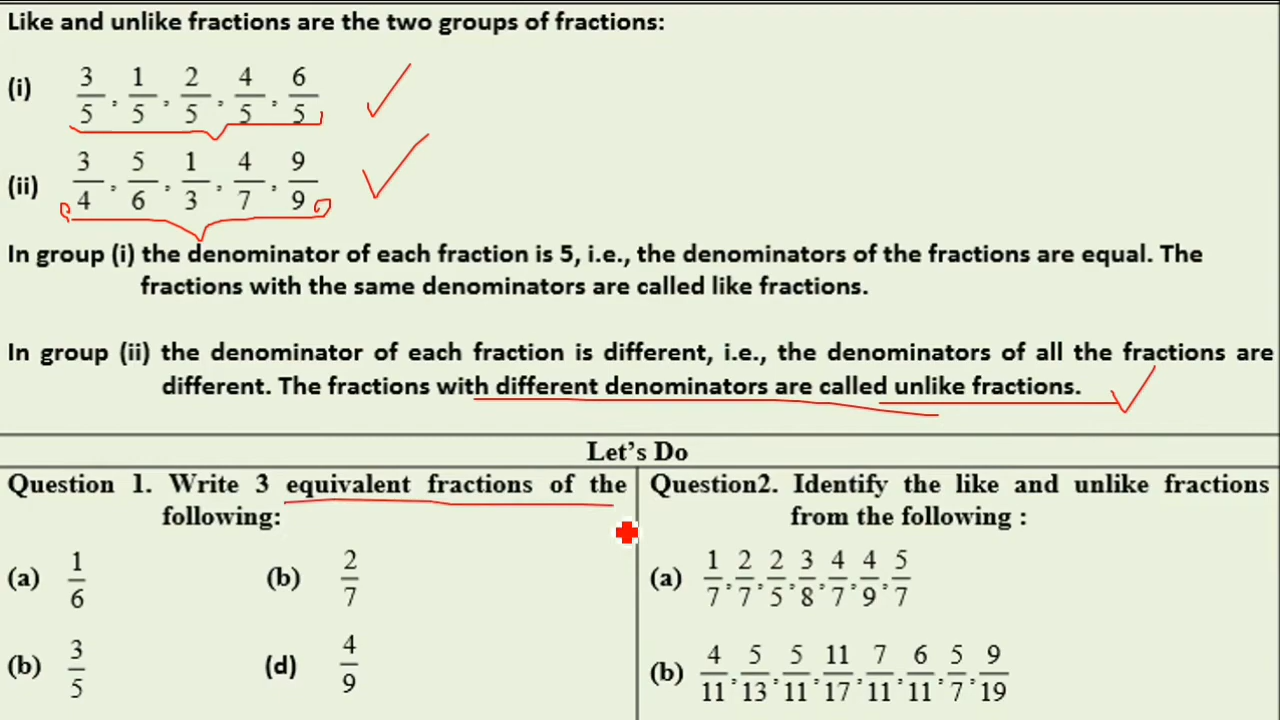 Like and unlike fractions are the two groups of fractions:
(i) 3/5, 1/5, 2/5, 4/5, 6/5
(ii) 3/4, 5/6, 1/3, 4/7, 9/9
In group (i) the denominator of each fraction is 5, i.e., the denominators of the fractions are equal. The
fractions with the same denominators are called like fractions.
In group (ii) the denominator of each fraction is different, i.e., the denominators of all the fractions are
different. The fractions with different denominators are called unlike fractions.
Let's Do
Question 1. Write 3 equivalent fractions of the
following:
(a) 1/6 (b) 2/7
(b) 3/5 (d) 4/9
Question2. Identify the like and unlike fractions
from the following :
(a) 1/7, 2/7, 2/5, 3/8, 4/7, 4/9, 5/7
(b) 4/11, 5/13, 5/11, 11/17, 7/11, 6/11, 5/7, 9/19